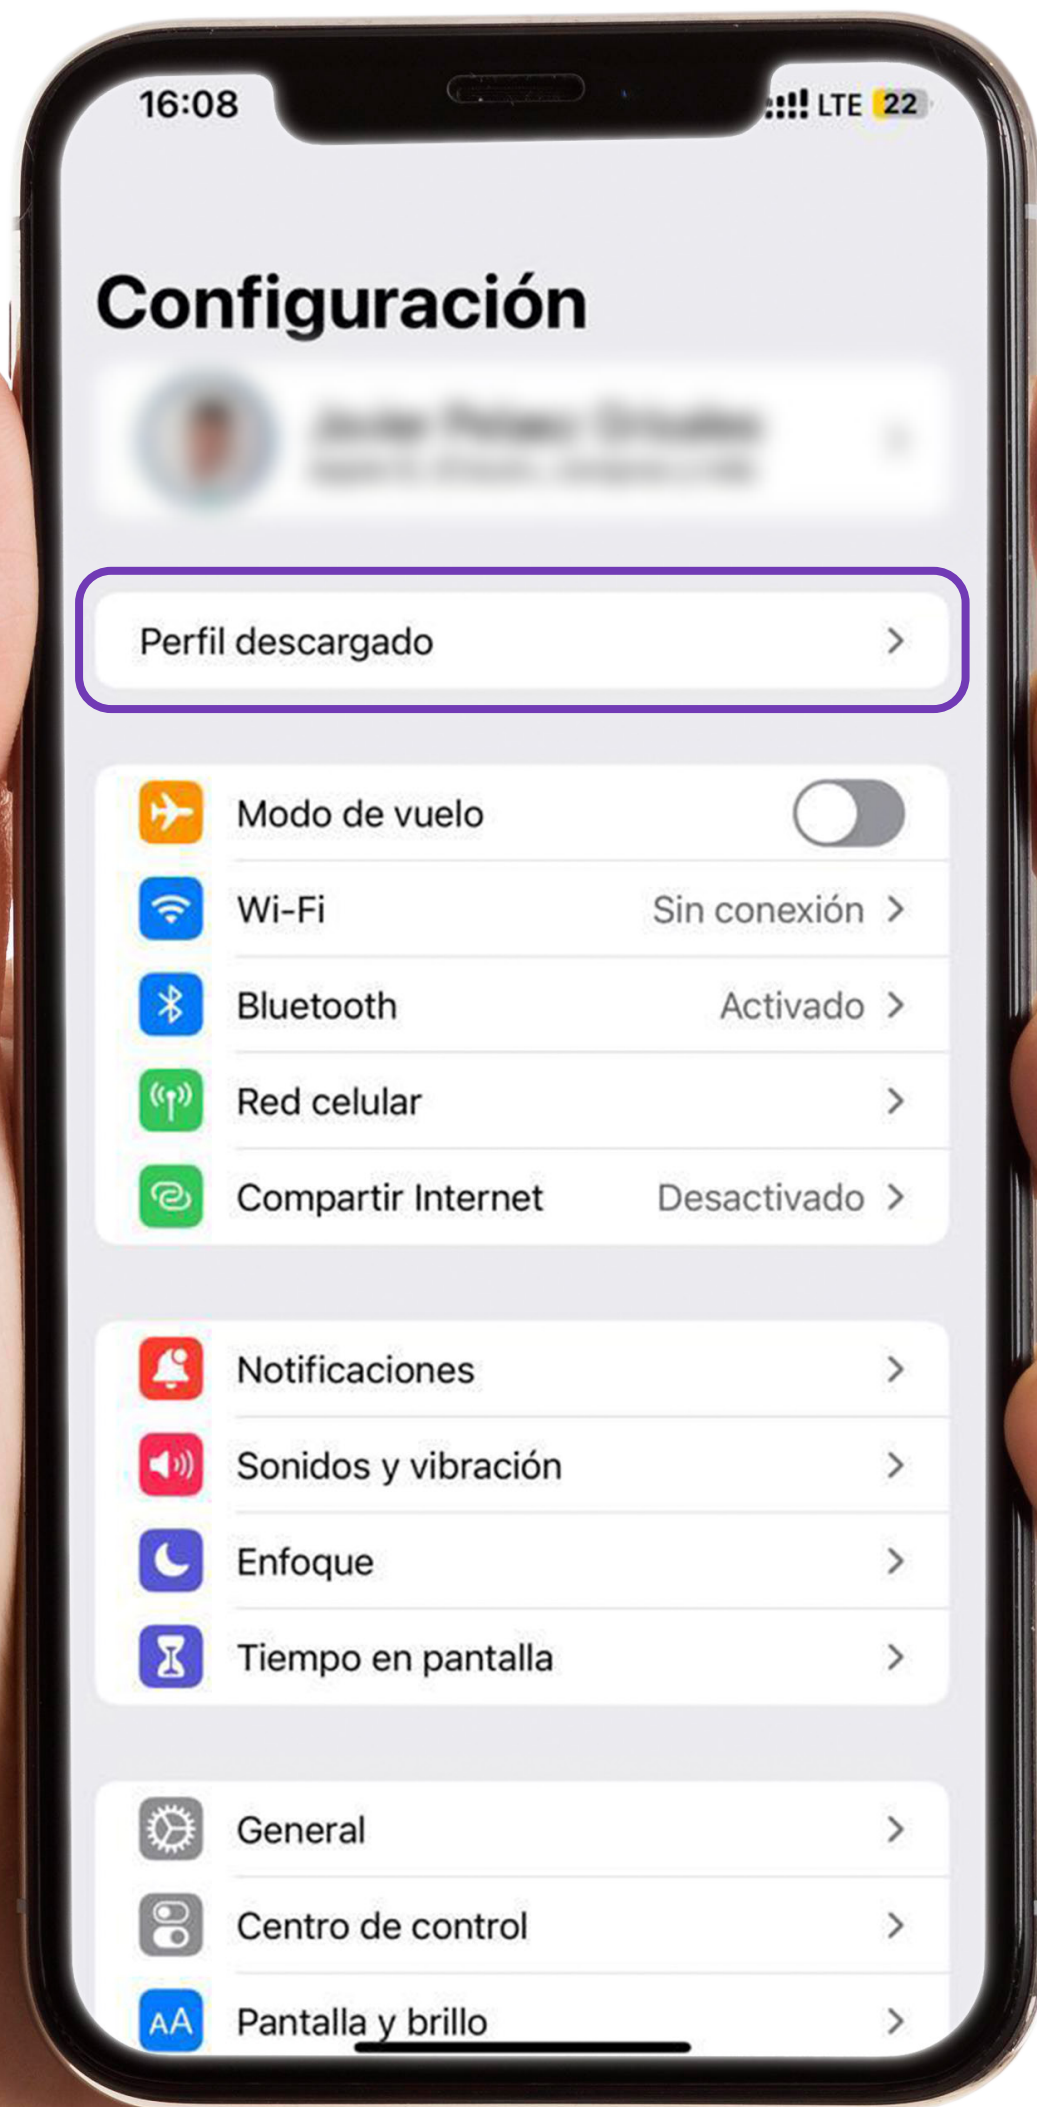 16:08 LTE 22
Configuración
Perfil descargado
Modo de vuelo
Wi-Fi Sin conexión
Bluetooth Activado
Red celular
Compartir Internet Desactivado
Notificaciones
Sonidos y vibración
Enfoque
Tiempo en pantalla
General
Centro de control
AA Pantalla y brillo